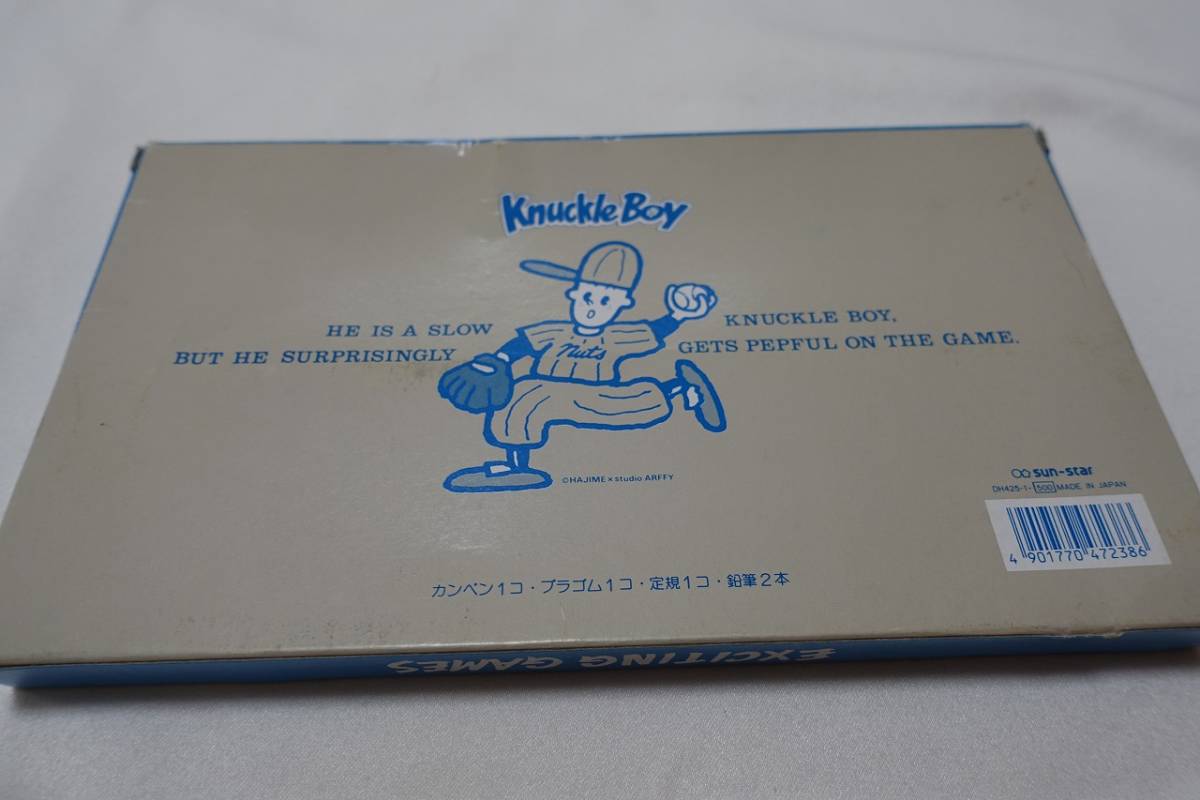 Knuckle Boy
HE IS A SLOW KNUCKLE BOY,
BUT HE SURPRISINGLY GETS PEPFUL ON THE GAME.
nuts
©HAJIME×studio ARFFY
sun-star
DH425-1-500 MADE IN JAPAN
4 901770 472386
カンペン1コ・プラゴム1コ・定規1コ・鉛筆2本
EXCITING GAMES